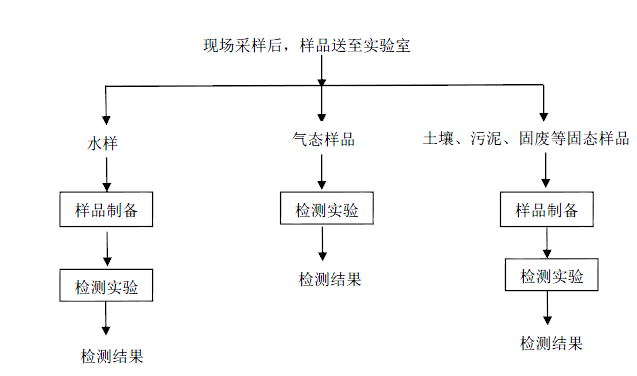 现场采样后，样品送至实验室
水样
气态样品
土壤、污泥、固废等固态样品
样品制备
检测实验
样品制备
检测实验
检测结果
检测实验
检测结果
检测结果